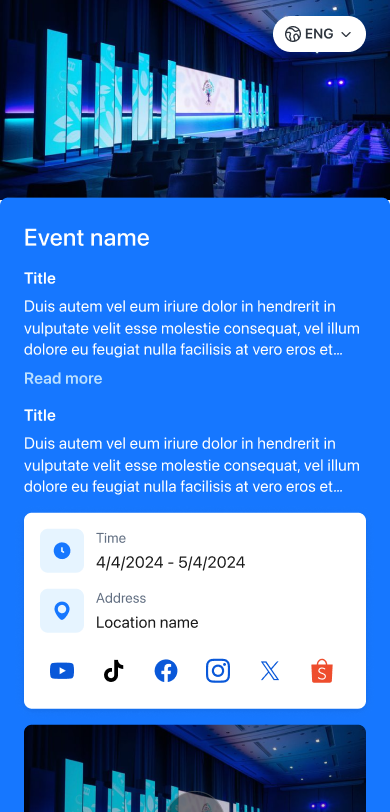 ENG
Event name
Title
Duis autem vel eum iriure dolor in hendrerit in
vulputate velit esse molestie consequat, vel illum
dolore eu feugiat nulla facilisis at vero eros et...
Read more
Title
Duis autem vel eum iriure dolor in hendrerit in
vulputate velit esse molestie consequat, vel illum
dolore eu feugiat nulla facilisis at vero eros et...
Time
4/4/2024 - 5/4/2024
Address
Location name